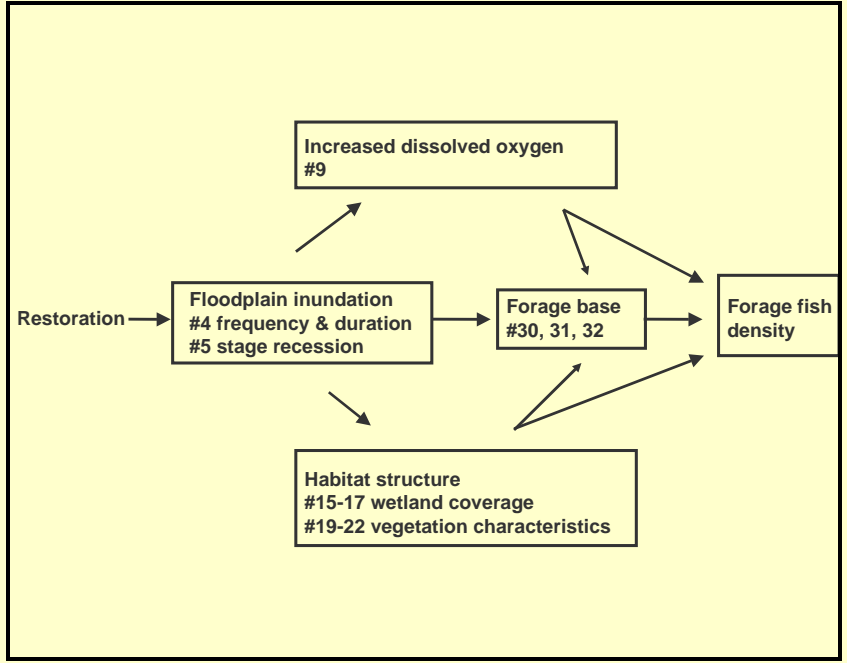 Increased dissolved oxygen
#9
Restoration
Floodplain inundation
#4 frequency & duration
#5 stage recession
Forage base
#30, 31, 32
Forage fish
density
Habitat structure
#15-17 wetland coverage
#19-22 vegetation characteristics